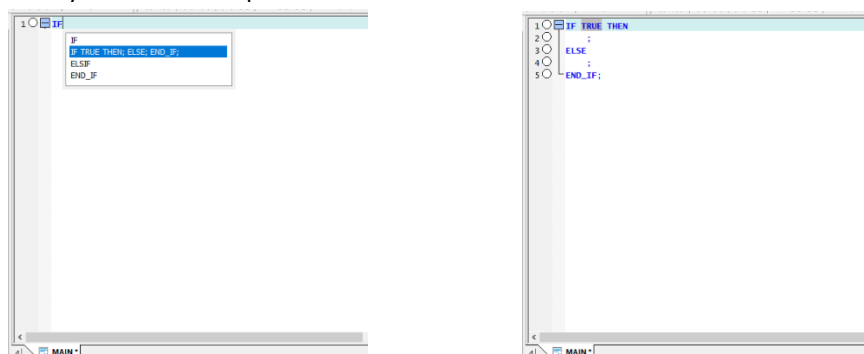 1 IF
IF
IF TRUE THEN; ELSE; END_IF;
ELSIF
END_IF
MAIN *
1 IF TRUE THEN
2 ;
3 ELSE
4 ;
5 END_IF;
MAIN *